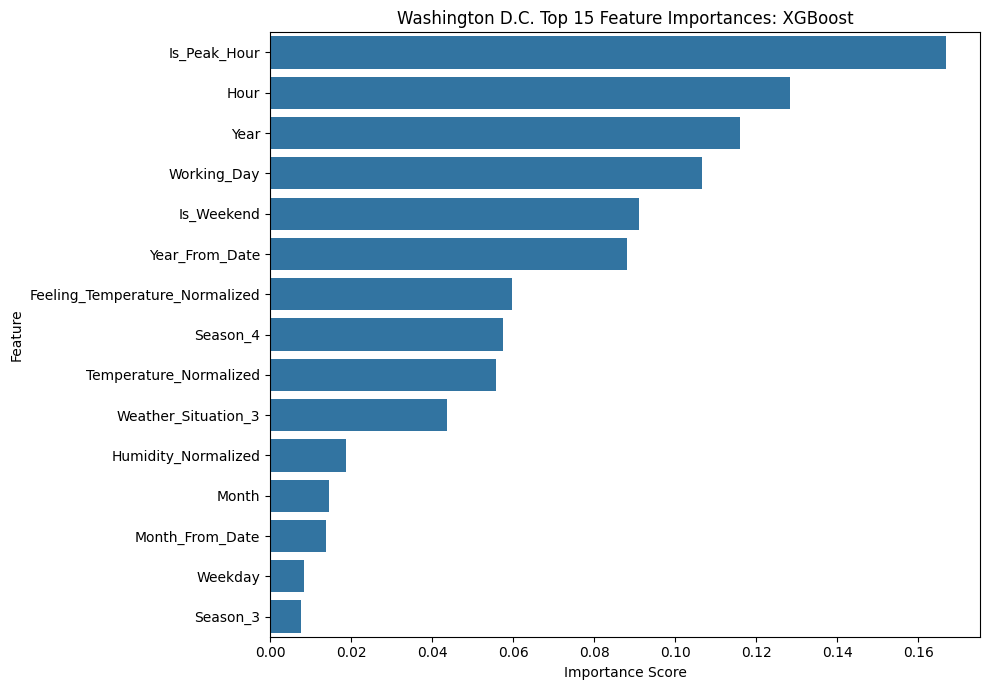 Washington D.C. Top 15 Feature Importances: XGBoost
Feature
Is_Peak_Hour
Hour
Year
Working_Day
Is_Weekend
Year_From_Date
Feeling_Temperature_Normalized
Season_4
Temperature_Normalized
Weather_Situation_3
Humidity_Normalized
Month
Month_From_Date
Weekday
Season_3
0.00 0.02 0.04 0.06 0.08 0.10 0.12 0.14 0.16
Importance Score